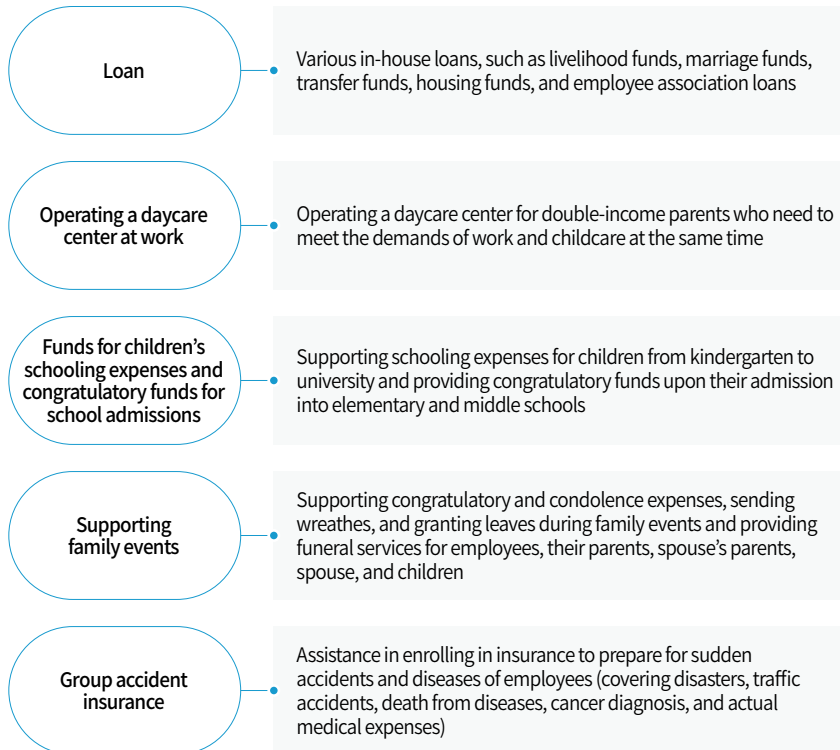 Loan
Various in-house loans, such as livelihood funds, marriage funds,
transfer funds, housing funds, and employee association loans
Operating a daycare
center at work
Operating a daycare center for double-income parents who need to
meet the demands of work and childcare at the same time
Funds for children’s
schooling expenses and
congratulatory funds for
school admissions
Supporting schooling expenses for children from kindergarten to
university and providing congratulatory funds upon their admission
into elementary and middle schools
Supporting
family events
Supporting congratulatory and condolence expenses, sending
wreathes, and granting leaves during family events and providing
funeral services for employees, their parents, spouse’s parents,
spouse, and children
Group accident
insurance
Assistance in enrolling in insurance to prepare for sudden
accidents and diseases of employees (covering disasters, traffic
accidents, death from diseases, cancer diagnosis, and actual
medical expenses)